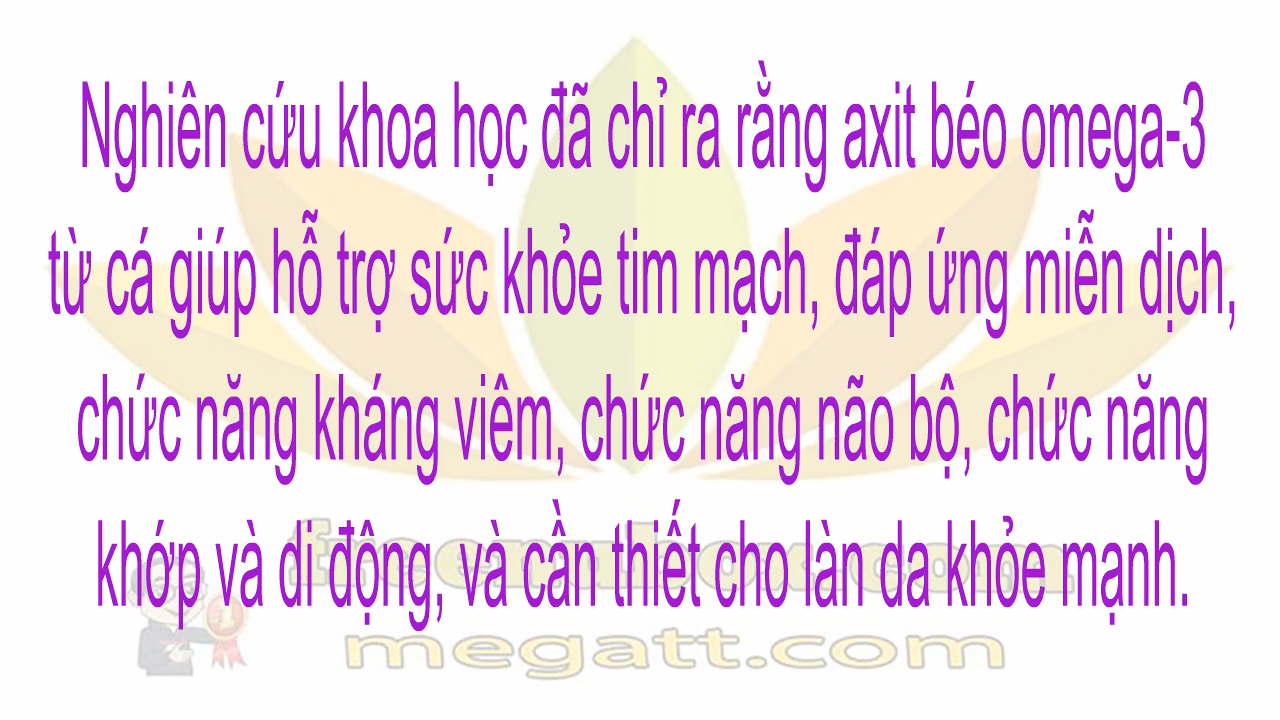 Nghiên cứu khoa học đã chỉ ra rằng axit béo omega-3
từ cá giúp hỗ trợ sức khỏe tim mạch, đáp ứng miễn dịch,
chức năng kháng viêm, chức năng não bộ, chức năng
khớp và di động, và cần thiết cho làn da khỏe mạnh.
megatt.com